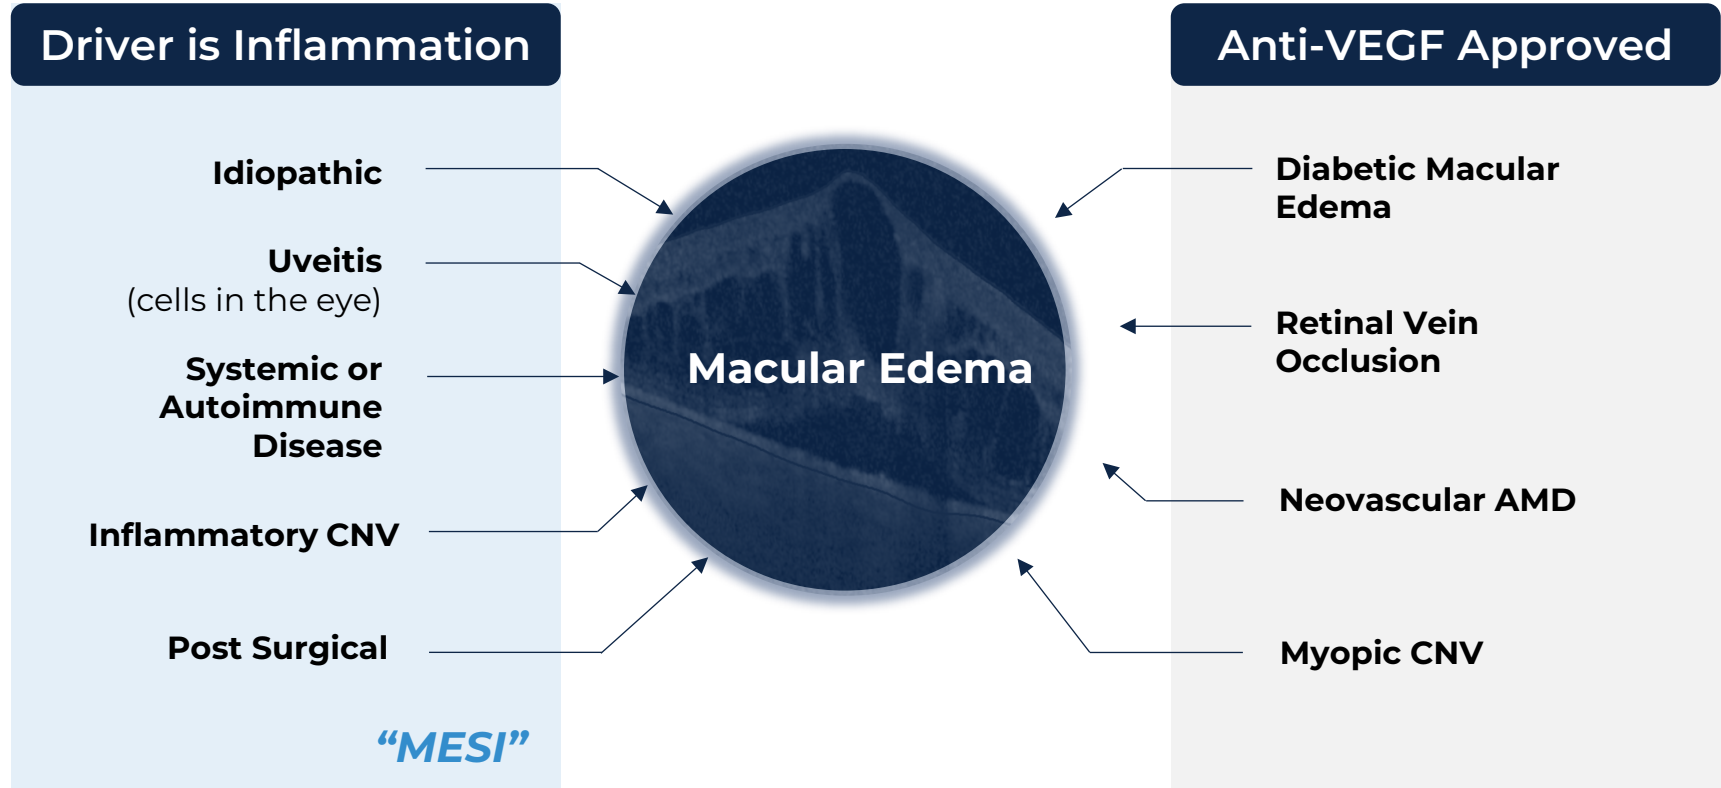 Driver is Inflammation
Idiopathic
Uveitis
(cells in the eye)
Systemic or
Autoimmune
Disease
Inflammatory CNV
Post Surgical
“MESI”
Macular Edema
Anti-VEGF Approved
Diabetic Macular
Edema
Retinal Vein
Occlusion
Neovascular AMD
Myopic CNV